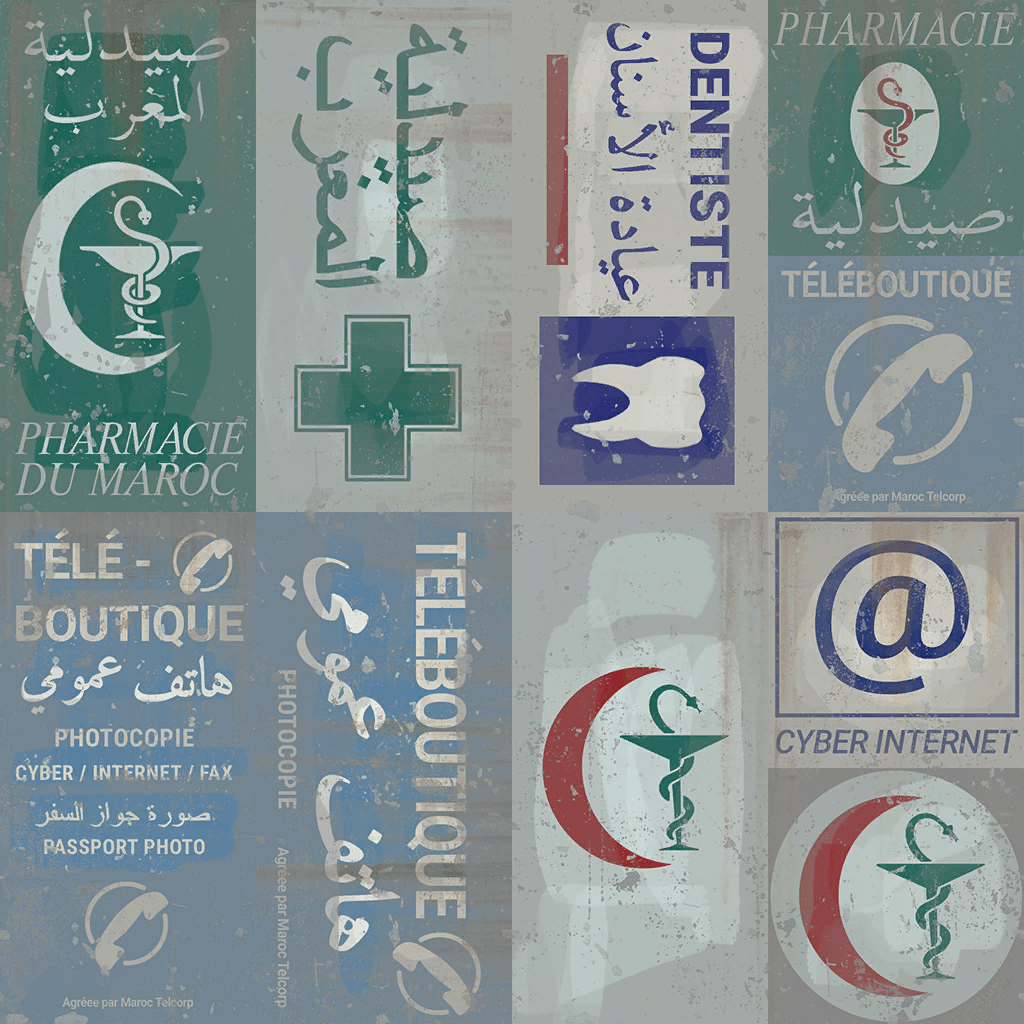 صيدلية
المغرب
PHARMACIE
DU MAROC
صيدلية
المغرب
DENTISTE
عيادة الأسنان
PHARMACIE
صيدلية
TÉLÉBOUTIQUE
Agréée par Maroc Telcorp
TÉLÉ -
BOUTIQUE
هاتف عمومي
PHOTOCOPIE
CYBER / INTERNET / FAX
صورة جواز السفر
PASSPORT PHOTO
Agréee par Maroc Telcorp
TÉLÉBOUTIQUE
هاتف عمومي
PHOTOCOPIE
Agréee par Maroc Telcorp
@
CYBER INTERNET